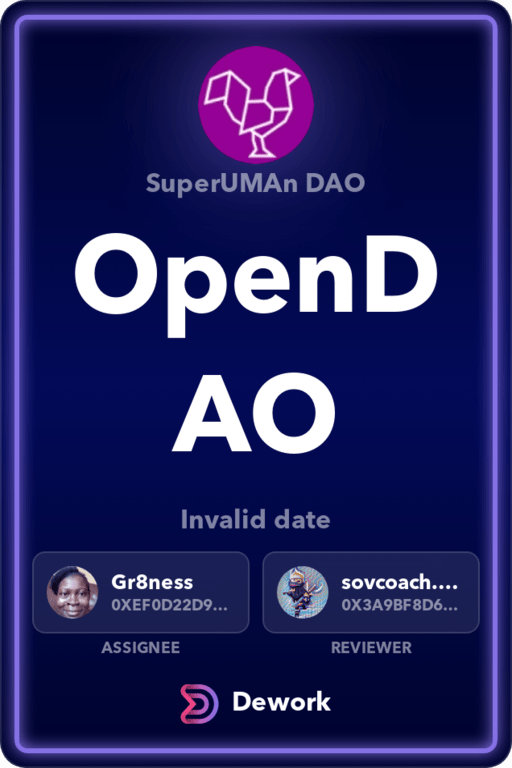 SuperUMAn DAO
OpenD
AO
Invalid date
Gr8ness
0XEF0D22D9...
ASSIGNEE
sovcoach....
0X3A9BF8D6...
REVIEWER
Dework